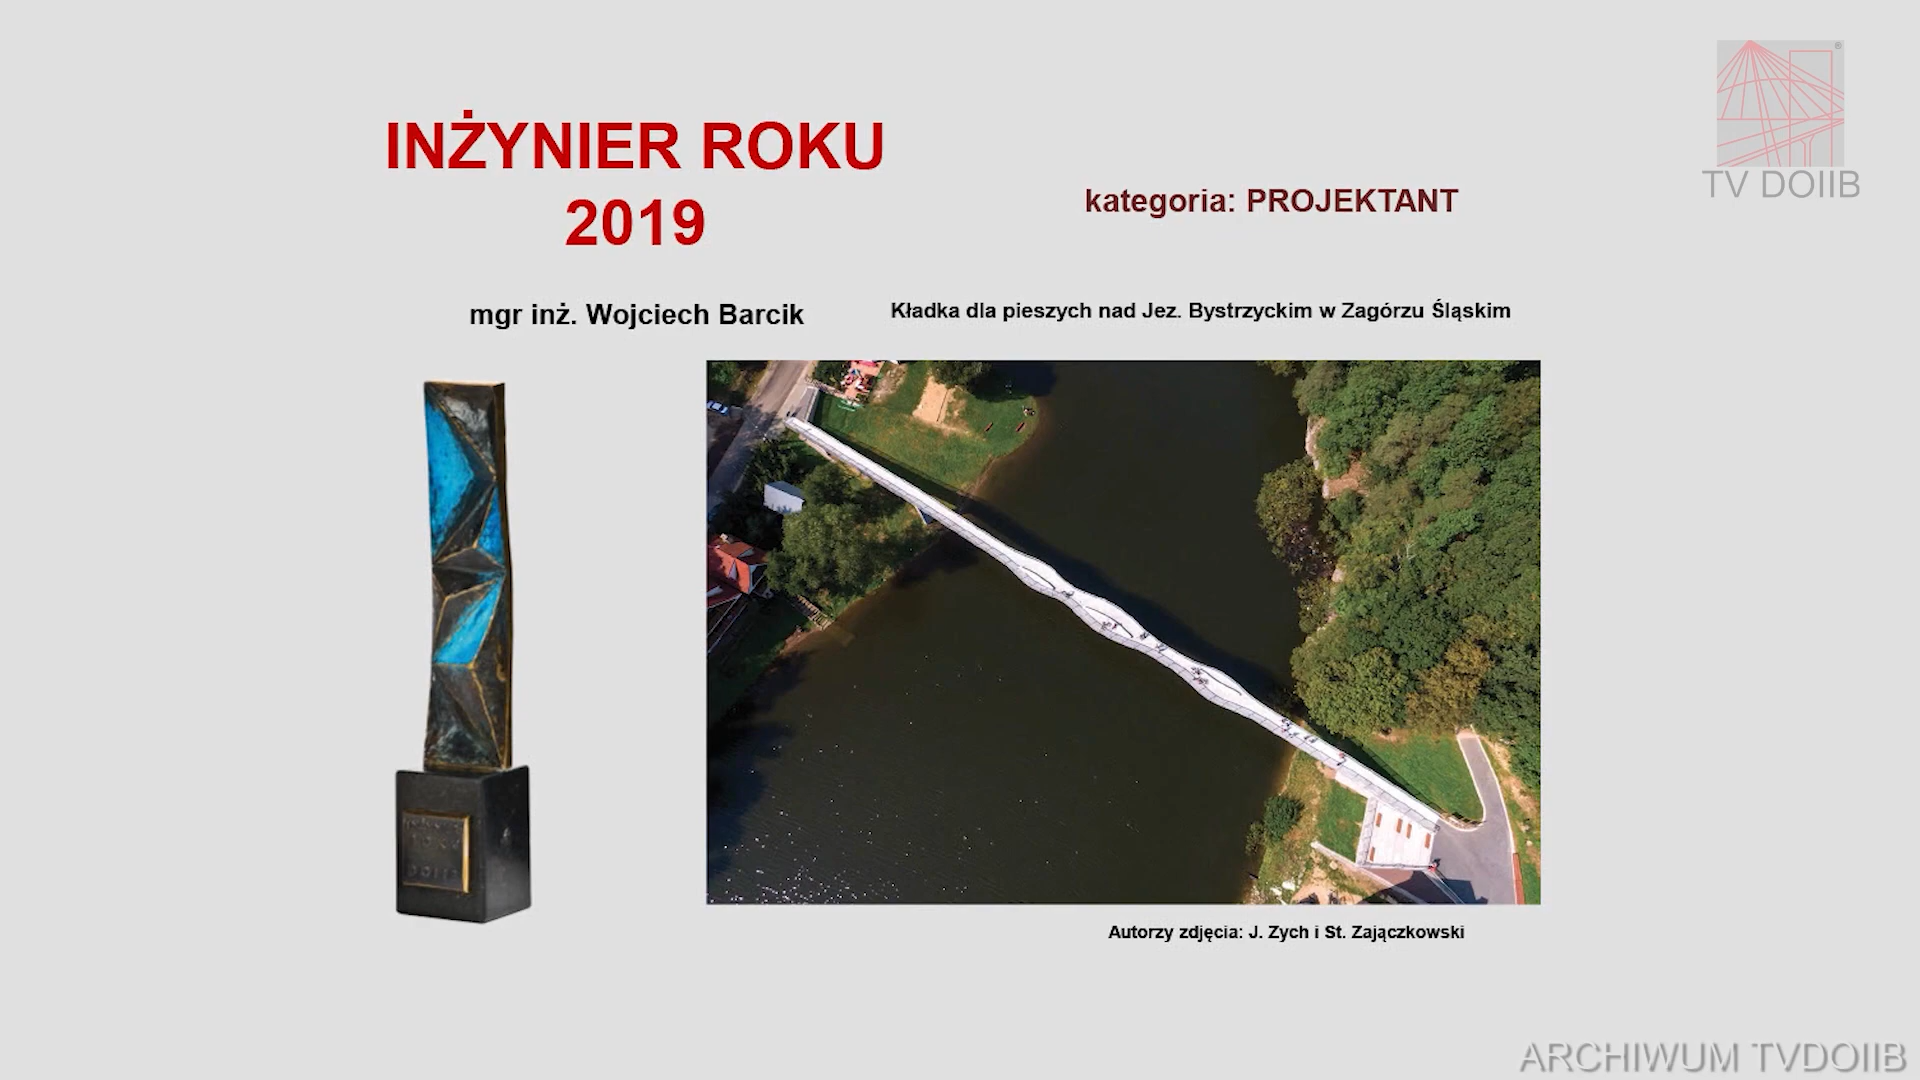 INŻYNIER ROKU
2019
kategoria: PROJEKTANT
TV DOIIB
mgr inż. Wojciech Barcik
Kładka dla pieszych nad Jez. Bystrzyckim w Zagórzu Śląskim
Autorzy zdjęcia: J. Zych i St. Zajączkowski
ARCHIWUM TVDOIIB